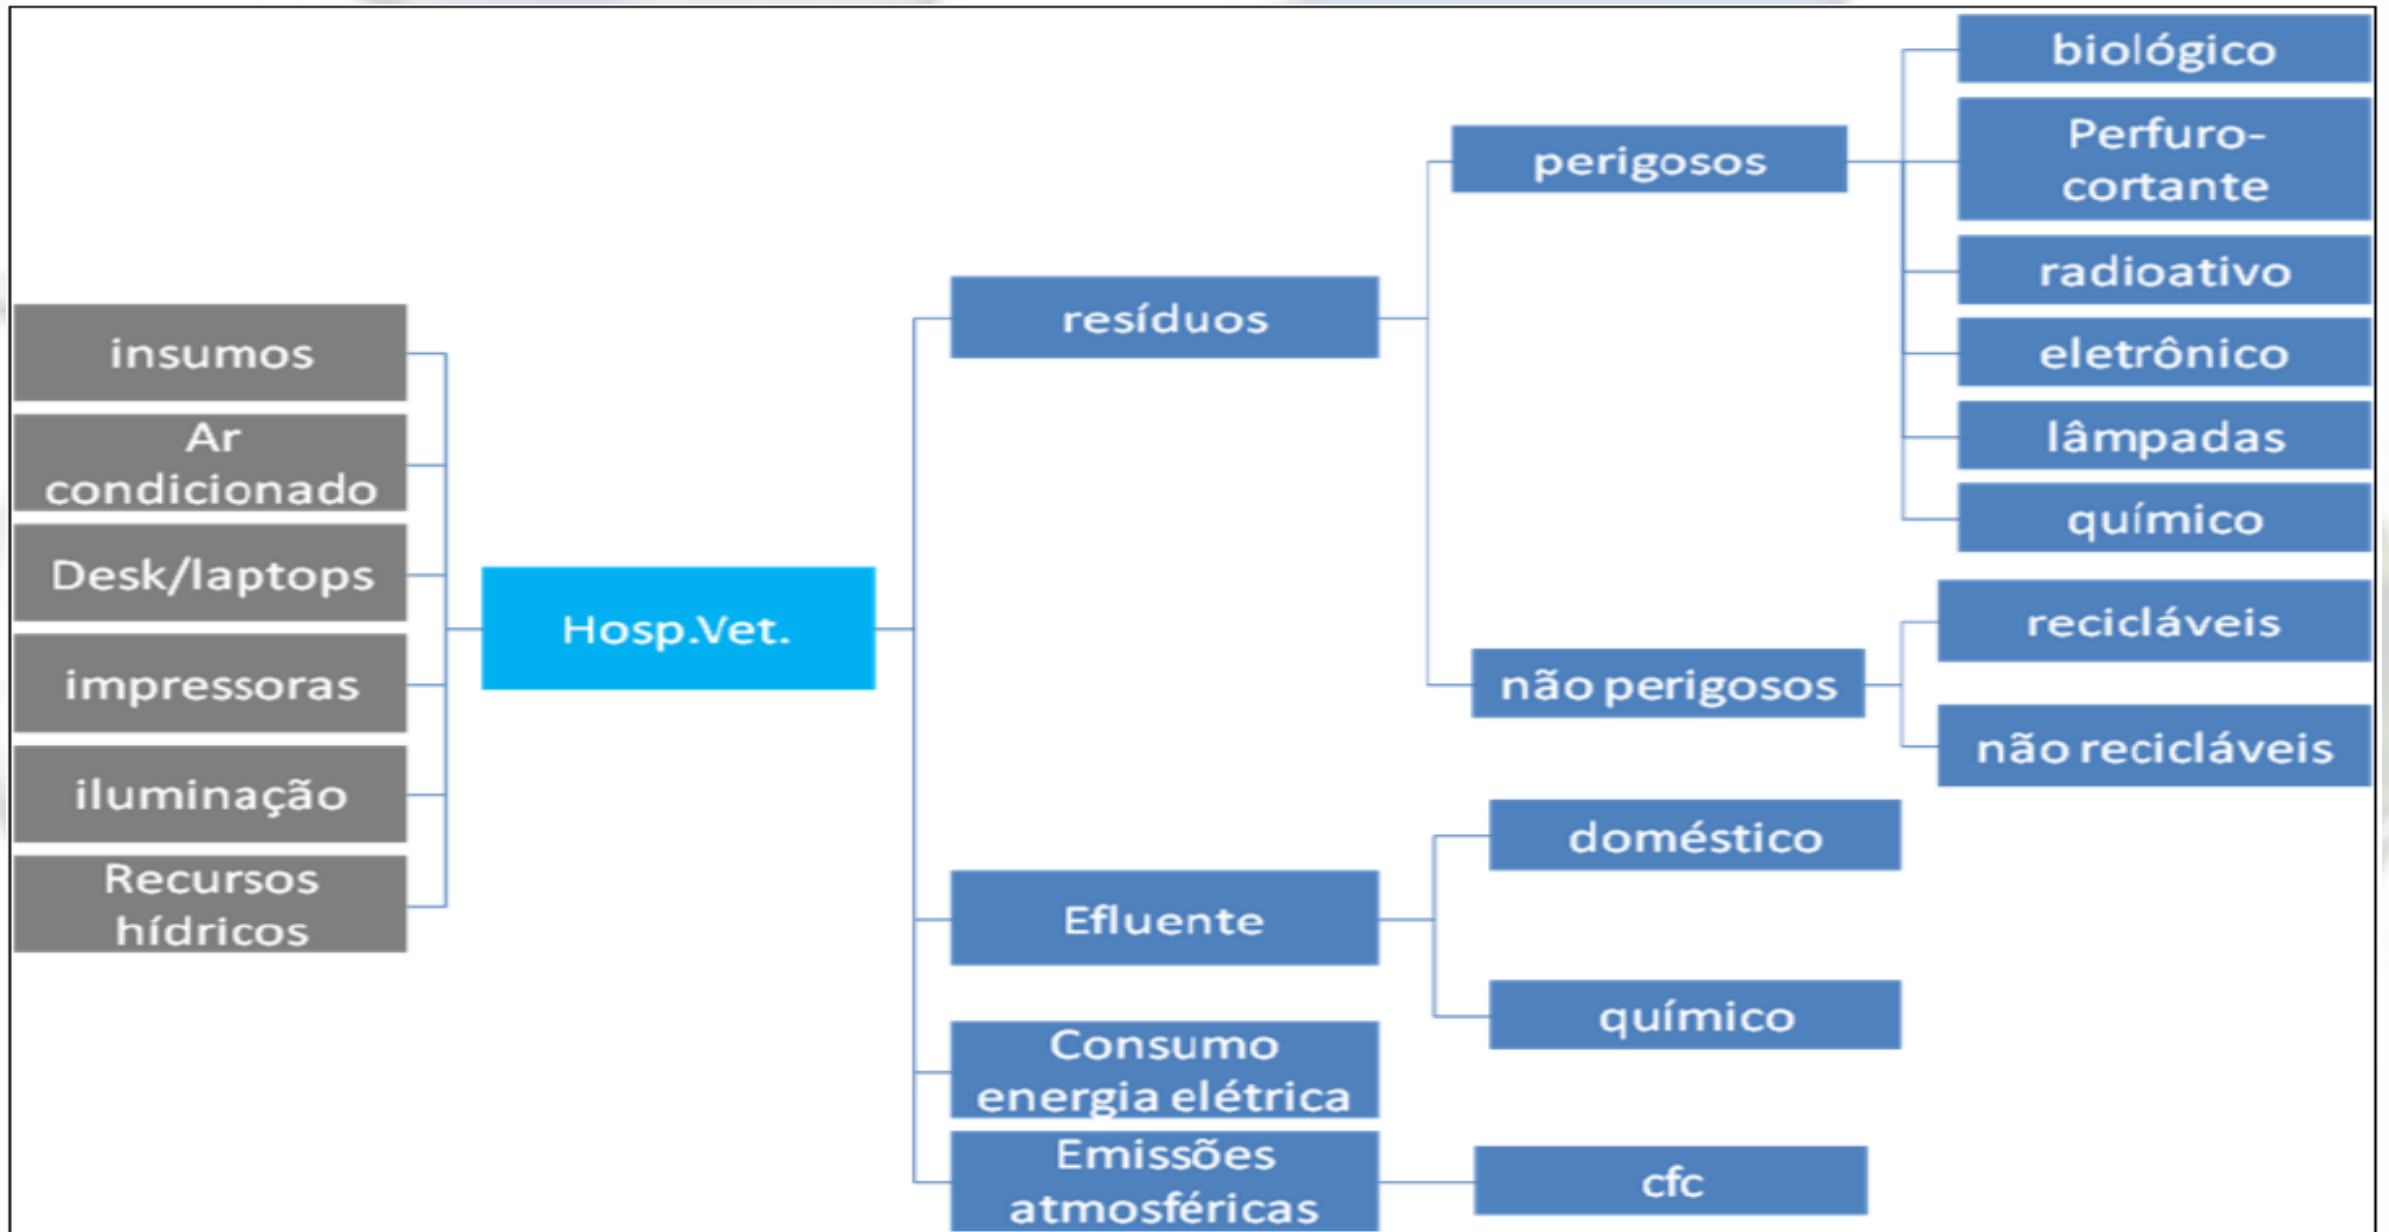 insumos
Ar
condicionado
Desk/laptops
impressoras
iluminação
Recursos
hídricos
Hosp.Vet.
resíduos
perigosos
biológico
Perfuro-
cortante
radioativo
eletrônico
lâmpadas
químico
não perigosos
recicláveis
não recicláveis
Efluente
doméstico
químico
Consumo
energia elétrica
Emissões
atmosféricas
cfc